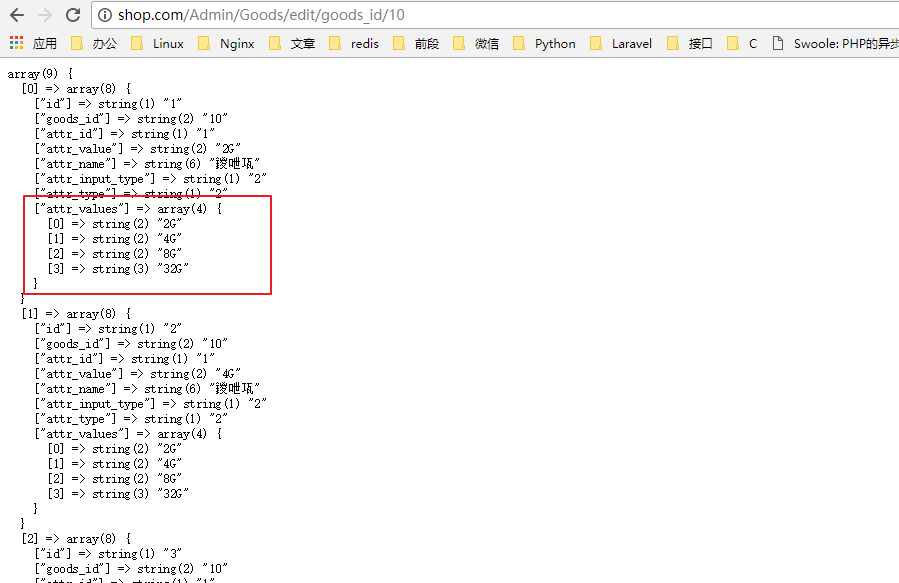 shop.com/Admin/Goods/edit/goods_id/10
应用 办公 Linux Nginx 文章 redis 前段 微信 Python Laravel 接口 C Swoole: PHP的异步
array(9) {
[0] => array(8) {
["id"] => string(1) "1"
["goods_id"] => string(2) "10"
["attr_id"] => string(1) "1"
["attr_value"] => string(2) "2G"
["attr_name"] => string(6) "鍐呭瓨"
["attr_input_type"] => string(1) "2"
["attr_type"] => string(1) "2"
["attr_values"] => array(4) {
[0] => string(2) "2G"
[1] => string(2) "4G"
[2] => string(2) "8G"
[3] => string(3) "32G"
}
}
[1] => array(8) {
["id"] => string(1) "2"
["goods_id"] => string(2) "10"
["attr_id"] => string(1) "1"
["attr_value"] => string(2) "4G"
["attr_name"] => string(6) "鍐呭瓨"
["attr_input_type"] => string(1) "2"
["attr_type"] => string(1) "2"
["attr_values"] => array(4) {
[0] => string(2) "2G"
[1] => string(2) "4G"
[2] => string(2) "8G"
[3] => string(3) "32G"
}
}
[2] => array(8) {
["id"] => string(1) "3"
["goods_id"] => string(2) "10"
["attr_id"] => string(1) "1"